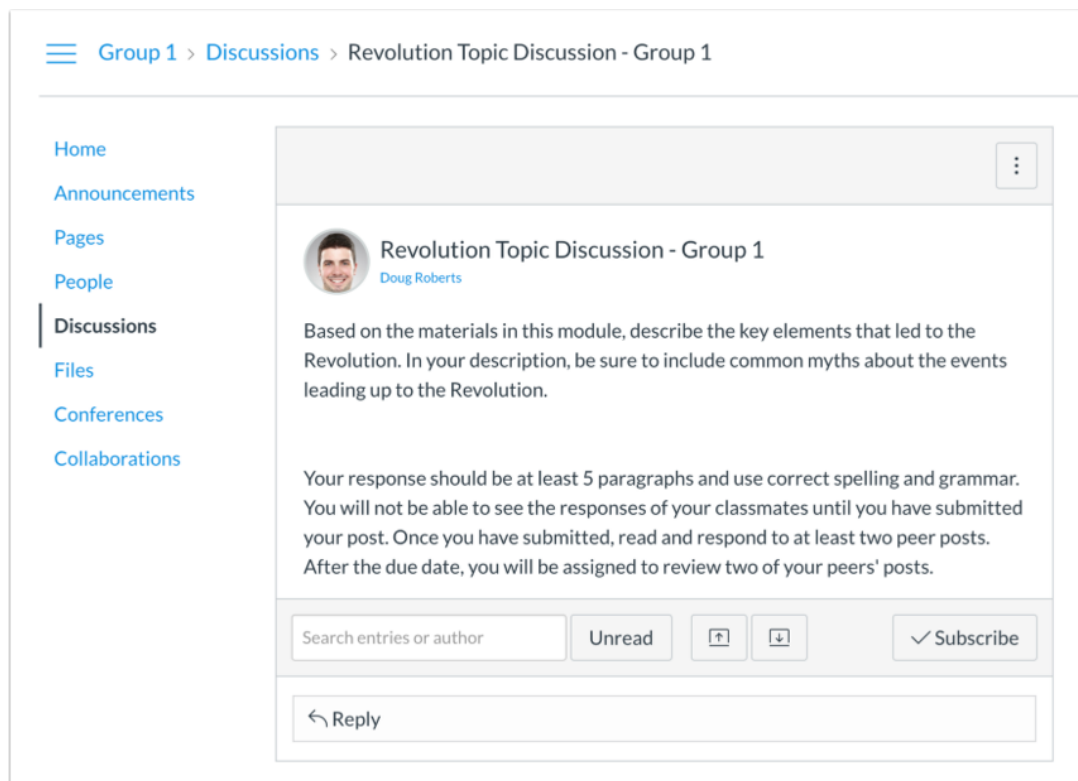 Group 1 > Discussions > Revolution Topic Discussion - Group 1
Home
Announcements
Pages
People
Discussions
Files
Conferences
Collaborations
Revolution Topic Discussion - Group 1
Doug Roberts
Based on the materials in this module, describe the key elements that led to the
Revolution. In your description, be sure to include common myths about the events
leading up to the Revolution.
Your response should be at least 5 paragraphs and use correct spelling and grammar.
You will not be able to see the responses of your classmates until you have submitted
your post. Once you have submitted, read and respond to at least two peer posts.
After the due date, you will be assigned to review two of your peers' posts.
Search entries or author
Unread
Subscribe
Reply